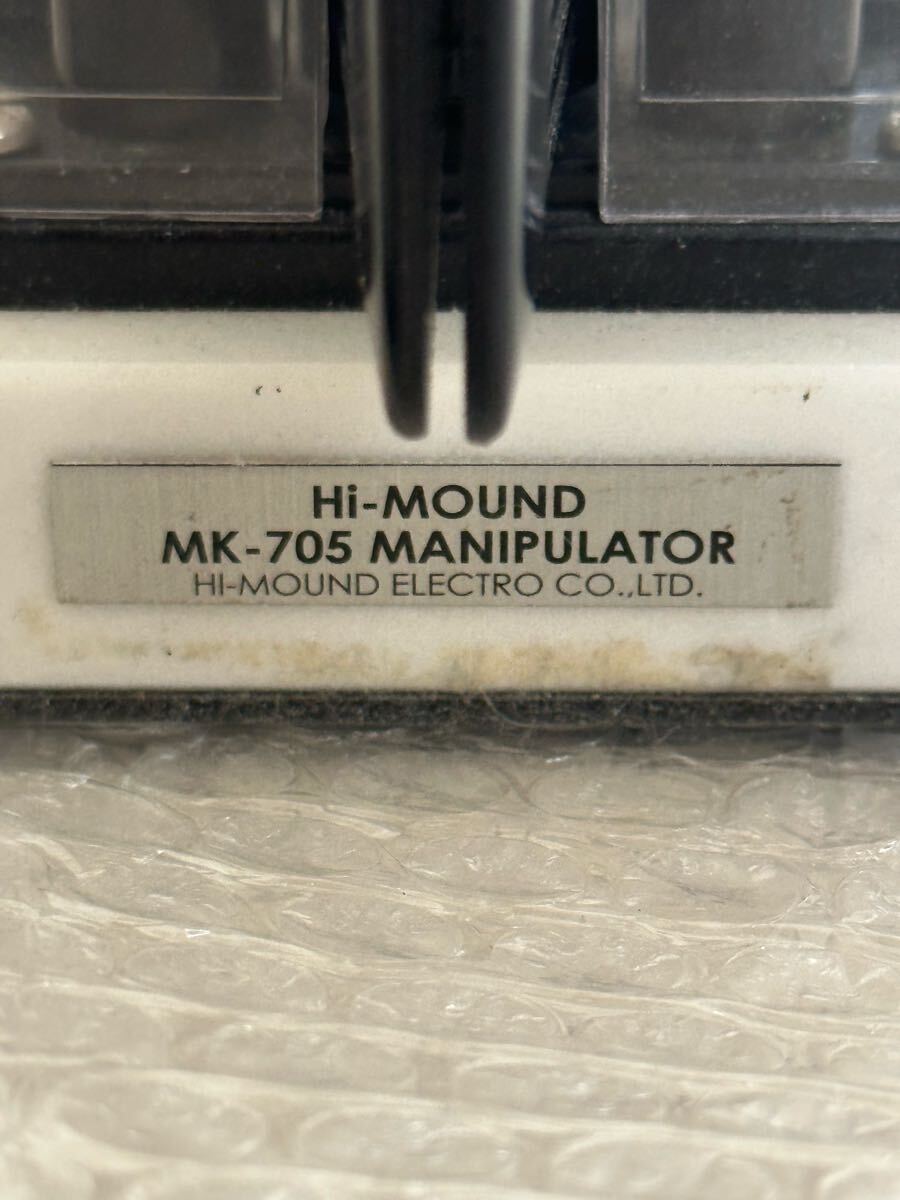 Hi-MOUND
MK-705 MANIPULATOR
HI-MOUND ELECTRO CO.,LTD.